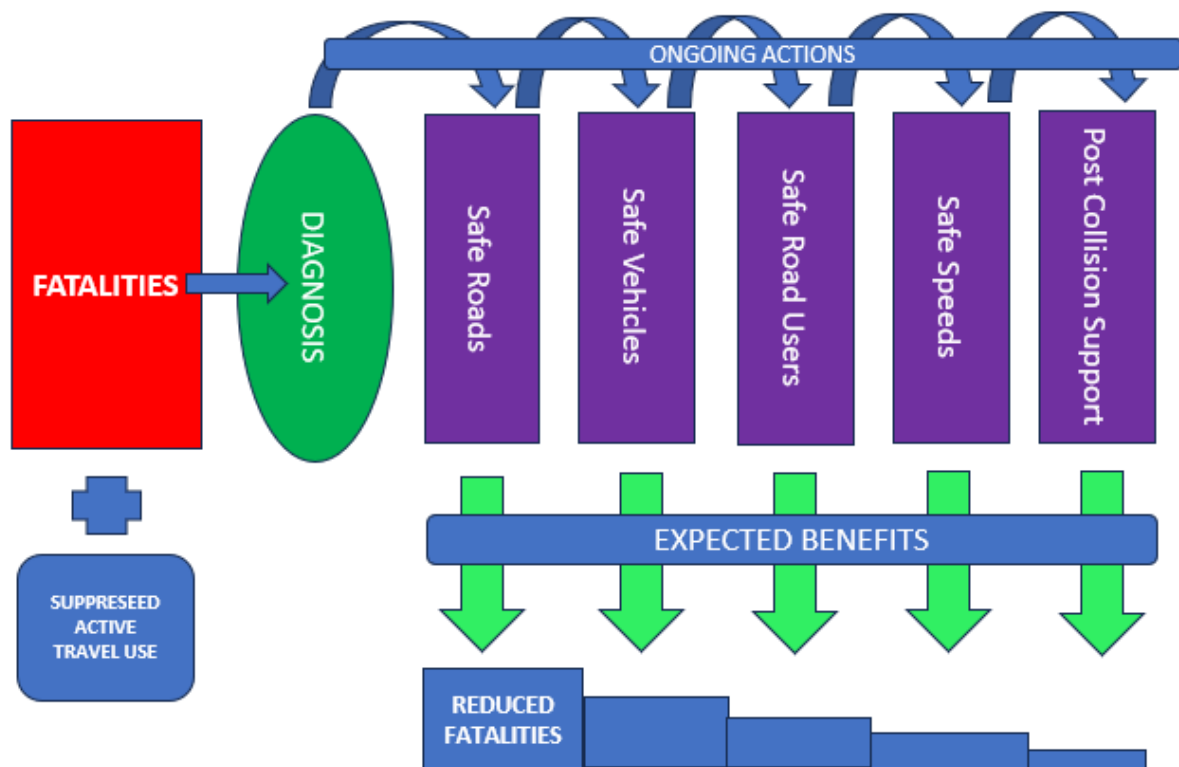 ONGOING ACTIONS
FATALITIES
DIAGNOSIS
Safe Roads
Safe Vehicles
Safe Road Users
Safe Speeds
Post Collision Support
EXPECTED BENEFITS
SUPPRESEED
ACTIVE
TRAVEL USE
REDUCED
FATALITIES